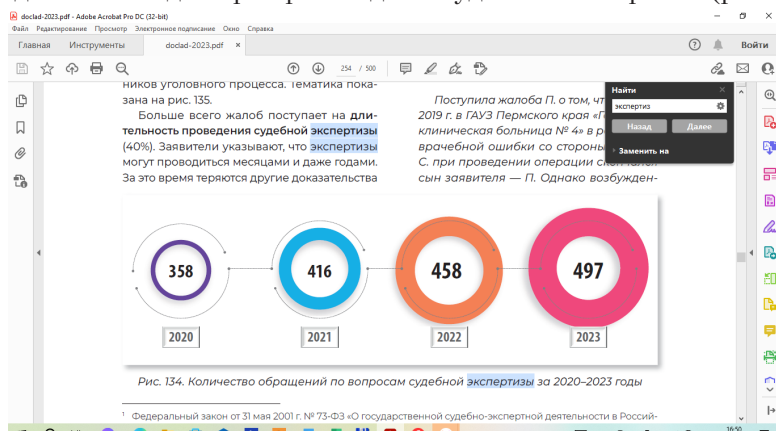 doclad-2023.pdf - Adobe Acrobat Pro DC (32-bit)
Файл Редактирование Просмотр Электронное подписание Окно Справка
Главная Инструменты doclad-2023.pdf × Войти
254 / 500
ников уголовного процесса. Тематика пока-
зана на рис. 135.
Больше всего жалоб поступает на дли-
тельность проведения судебной экспертизы
(40%). Заявители указывают, что экспертизы
могут проводиться месяцами и даже годами.
За это время теряются другие доказательства
Поступила жалоба П. о том, чт
2019 г. в ГАУЗ Пермского края «Г
клиническая больница № 4» в р
врачебной ошибки со стороны
С. при проведении операции
сын заявителя — П. Однако возбужден-
Найти
экспертиз
Назад Далее
Заменить на
358 416 458 497
2020 2021 2022 2023
Рис. 134. Количество обращений по вопросам судебной экспертизы за 2020–2023 годы
1 Федеральный закон от 31 мая 2001 г. № 73-ФЗ «О государственной судебно-экспертной деятельности в Россий-
16:50